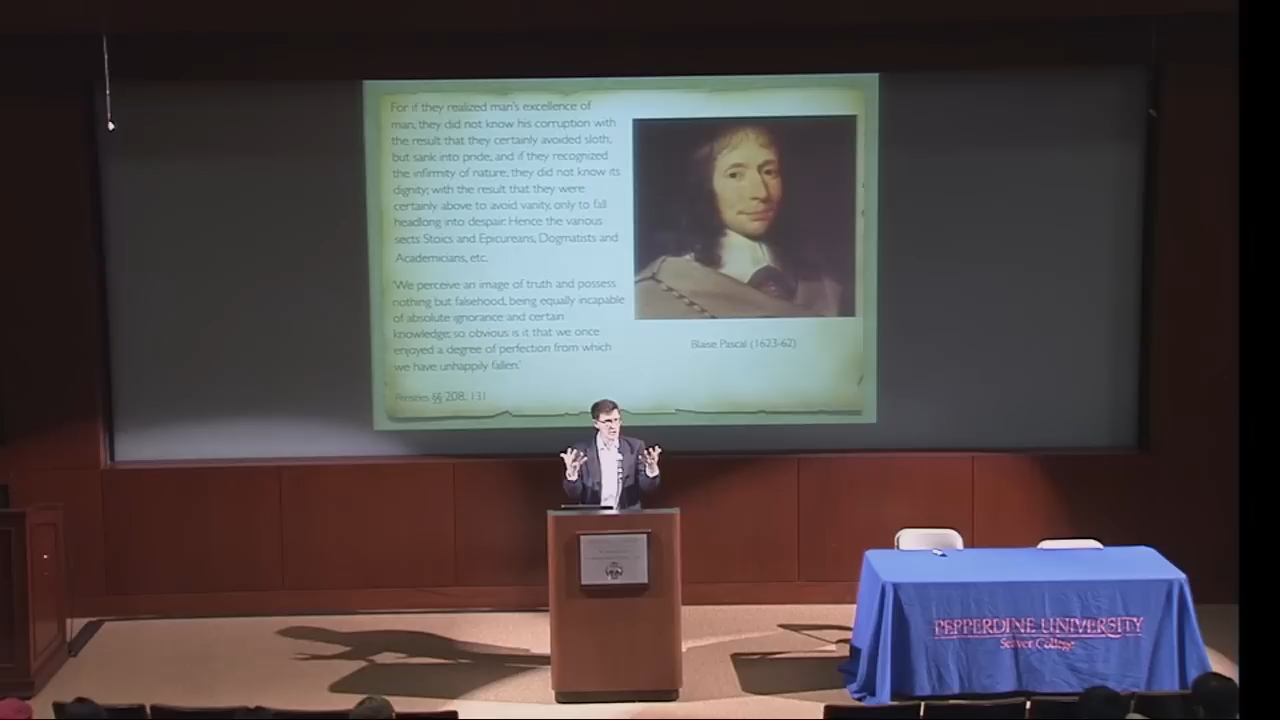 For if they realized man's excellence of
man, they did not know his corruption with
the result that they certainly avoided sloth,
but sank into pride, and if they recognized
the infirmity of nature, they did not know its
dignity; with the result that they were
certainly above to avoid vanity, only to fall
headlong into despair. Hence the various
sects Stoics and Epicureans, Dogmatists and
Academicians, etc.
'We perceive an image of truth and possess
nothing but falsehood, being equally incapable
of absolute ignorance and certain
knowledge; so obvious is it that we once
enjoyed a degree of perfection from which
we have unhappily fallen.'
Pensées §§ 208, 131
Blaise Pascal (1623-62)
PEPPERDINE UNIVERSITY
Seaver College